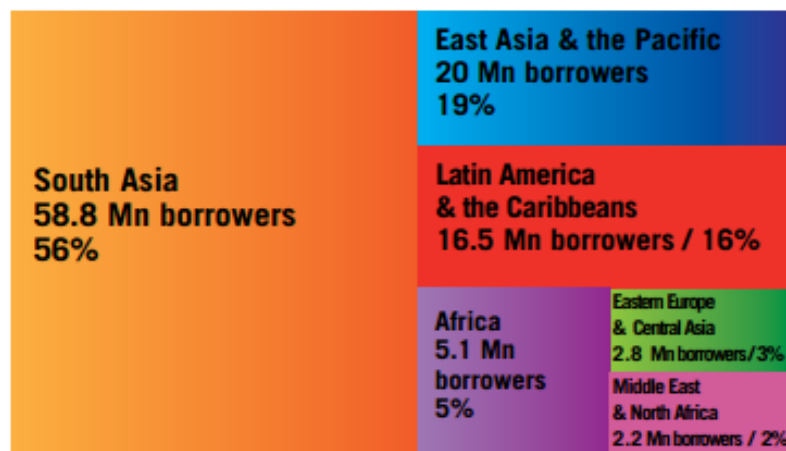 South Asia
58.8 Mn borrowers
56%
East Asia & the Pacific
20 Mn borrowers
19%
Latin America
& the Caribbeans
16.5 Mn borrowers / 16%
Africa
5.1 Mn
borrowers
5%
Eastern Europe
& Central Asia
2.8 Mn borrowers/3%
Middle East
& North Africa
2.2 Mn borrowers / 2%